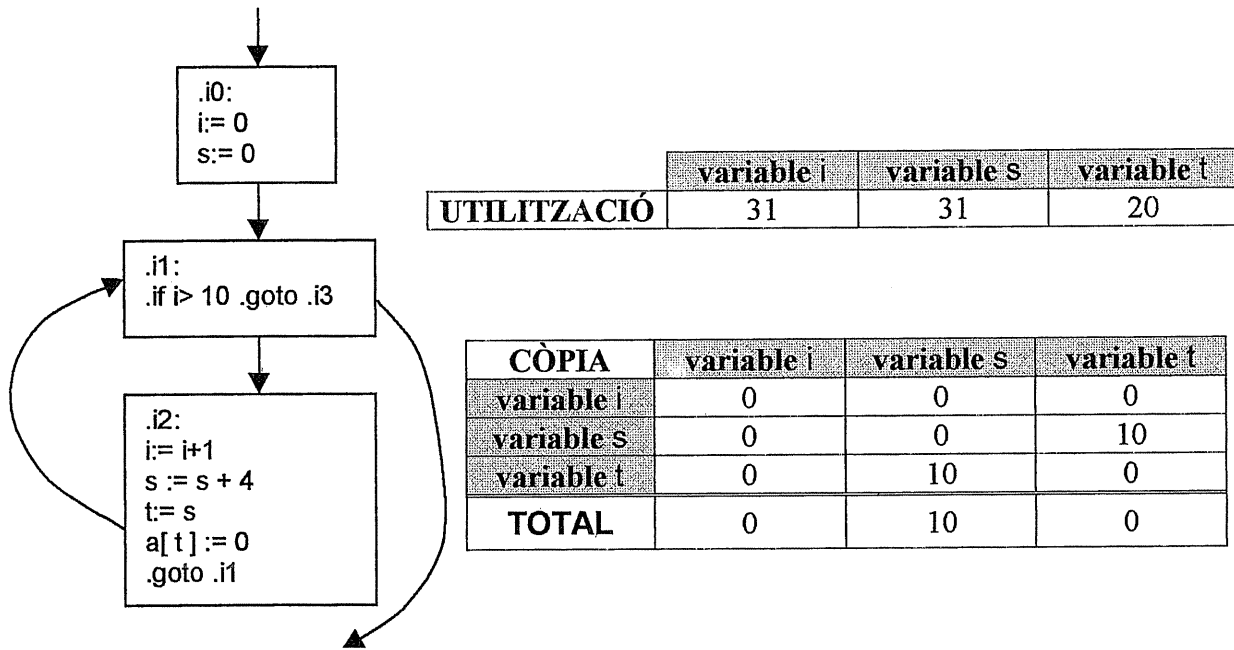 .i0:
i:= 0
s:= 0
.i1:
.if i> 10 .goto .i3
.i2:
i:= i+1
s := s + 4
t:= s
a[ t ] := 0
.goto .i1
variable i variable s variable t
UTILITZACIÓ 31 31 20
CÒPIA variable i variable s variable t
variable i 0 0 0
variable s 0 0 10
variable t 0 10 0
TOTAL 0 10 0